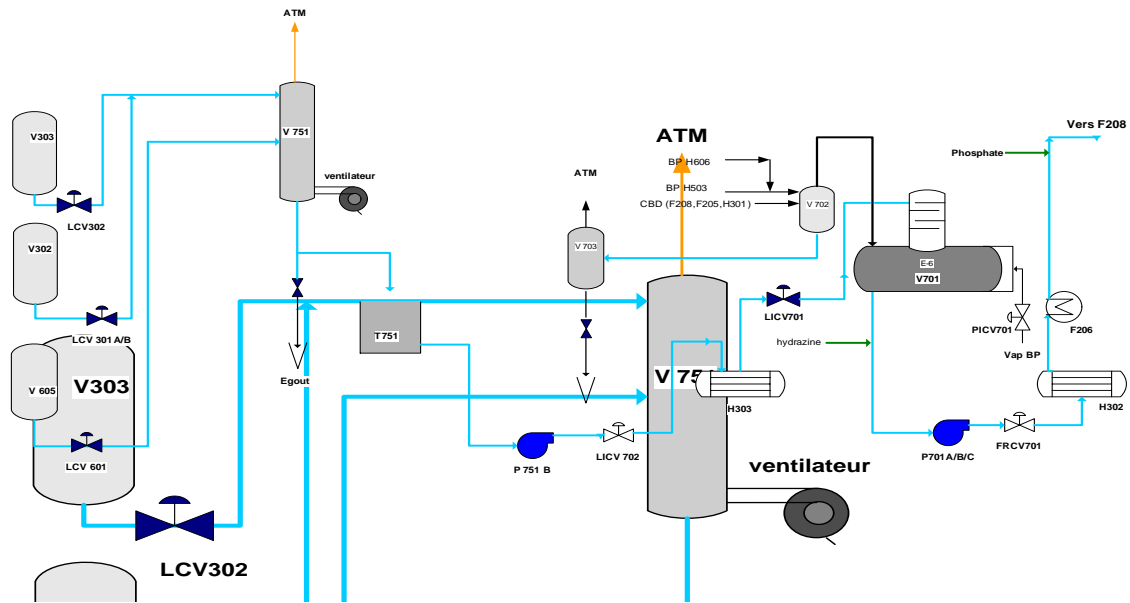 ATM
V303
V 751
ventilateur
LCV302
V302
LCV 301 A/B
V 605
V303
LCV 601
LCV302
Egout
T751
P 751 B
LICV 702
ATM
V 703
ATM
BP H606
BP H503
CBD (F208,F205,H301)
V 702
V 75
H303
ventilateur
LICV701
E-6
V701
hydrazine
PICV701
Vap BP
Phosphate
Vers F208
F206
H302
P701A/B/C
FRCV701